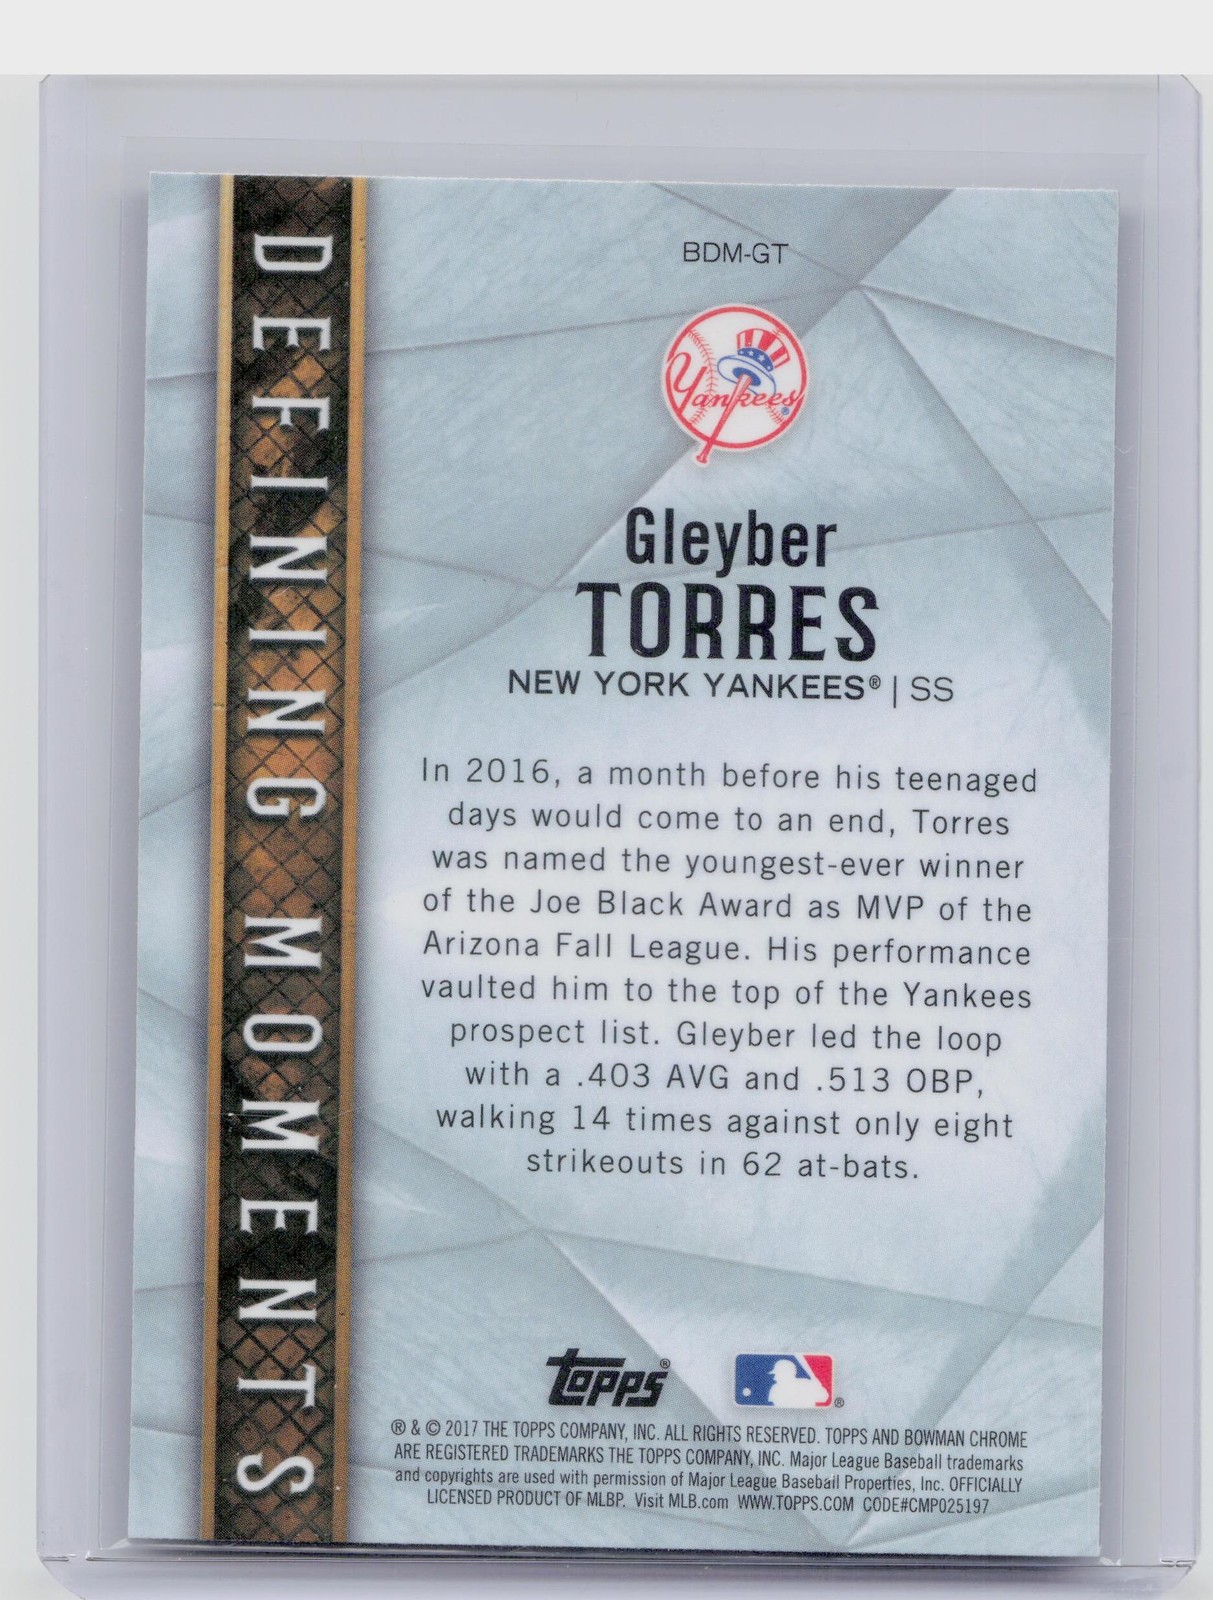 BDM-GT
Yankees®
Gleyber
TORRES
NEW YORK YANKEES® | SS
In 2016, a month before his teenaged
days would come to an end, Torres
was named the youngest-ever winner
of the Joe Black Award as MVP of the
Arizona Fall League. His performance
vaulted him to the top of the Yankees
prospect list. Gleyber led the loop
with a .403 AVG and .513 OBP,
walking 14 times against only eight
strikeouts in 62 at-bats.
DEFINING MOMENTS
Topps® ®
® & © 2017 THE TOPPS COMPANY, INC. ALL RIGHTS RESERVED. TOPPS AND BOWMAN CHROME
ARE REGISTERED TRADEMARKS THE TOPPS COMPANY, INC. Major League Baseball trademarks
and copyrights are used with permission of Major League Baseball Properties, Inc. OFFICIALLY
LICENSED PRODUCT OF MLBP. Visit MLB.com WWW.TOPPS.COM CODE#CMP025197